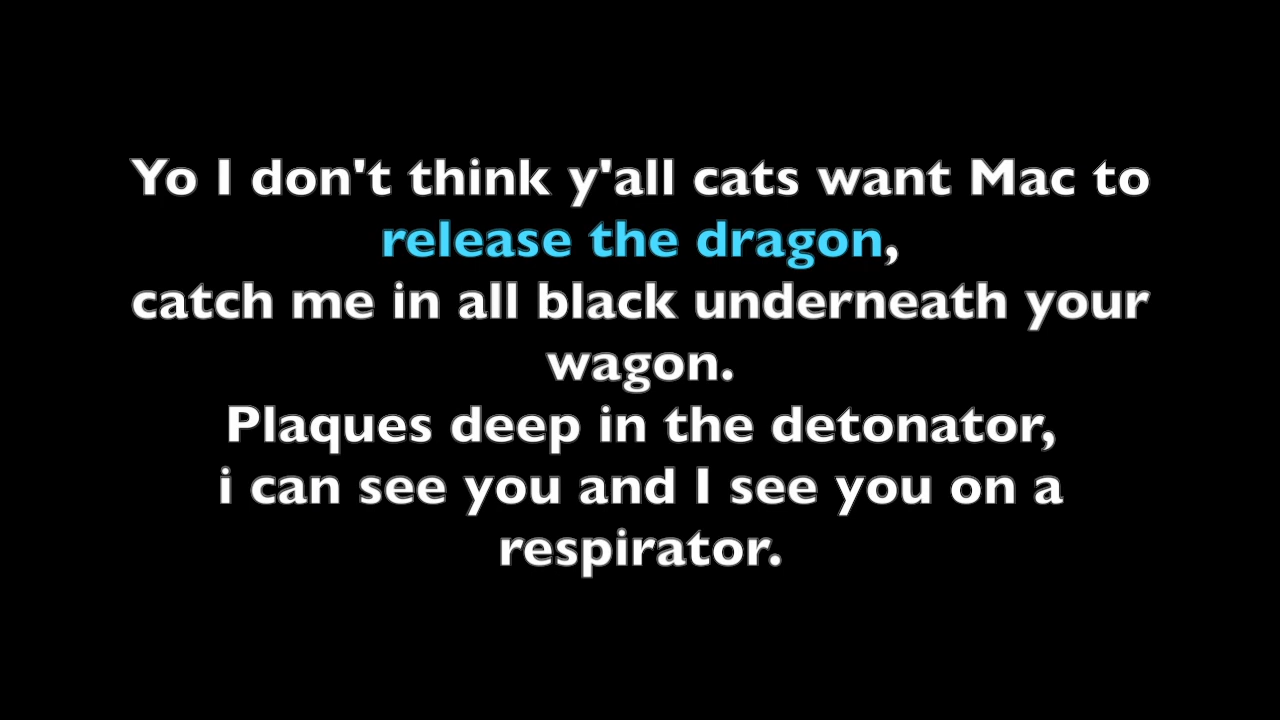 Yo I don't think y'all cats want Mac to
release the dragon,
catch me in all black underneath your
wagon.
Plaques deep in the detonator,
i can see you and I see you on a
respirator.